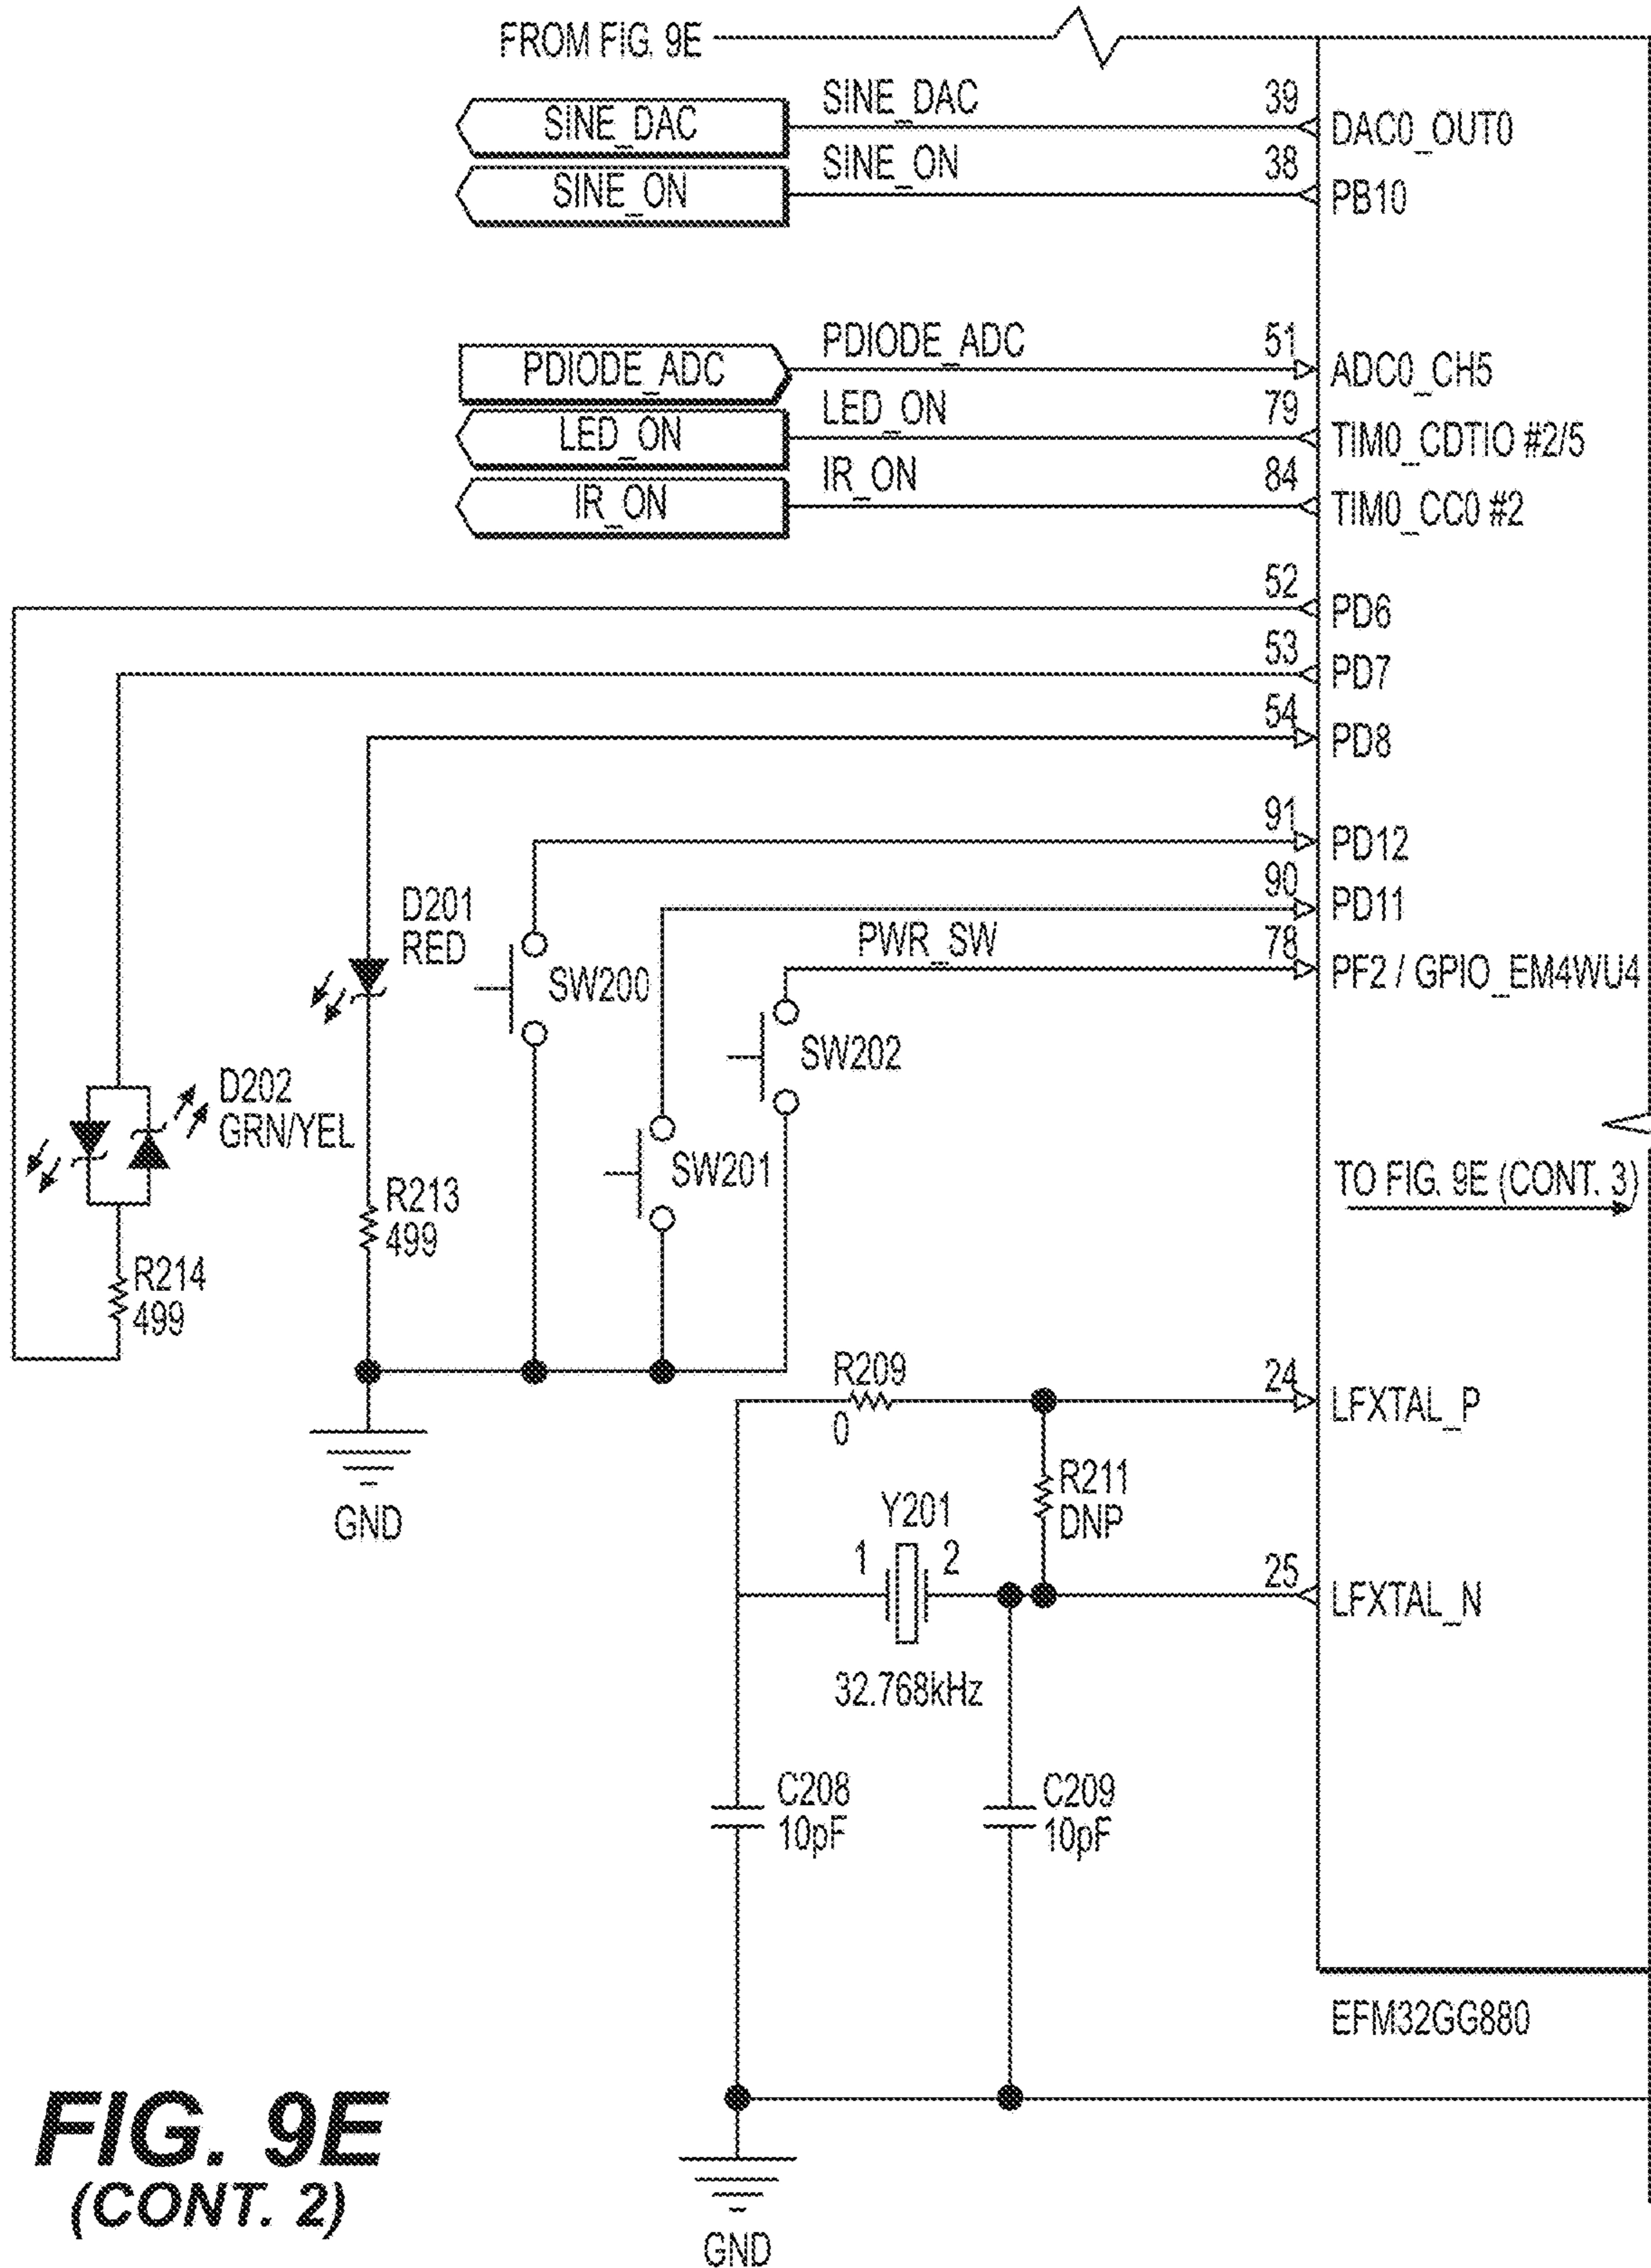 FROM FIG. 9E
SINE_DAC SINE_DAC 39 DAC0_OUT0
SINE_ON SINE_ON 38 PB10
PDIODE_ADC PDIODE_ADC 51 ADC0_CH5
LED_ON LED_ON 79 TIM0_CDTIO #2/5
IR_ON IR_ON 84 TIM0_CC0 #2
52 PD6
53 PD7
54 PD8
91 PD12
90 PD11
PWR_SW 78 PF2 / GPIO_EM4WU4
D201
RED
SW200
SW202
D202
GRN/YEL
SW201
TO FIG. 9E (CONT. 3)
R213
499
R214
499
R209
0
24 LFXTAL_P
R211
DNP
Y201
1 2
25 LFXTAL_N
32.768kHz
GND
C208
10pF
C209
10pF
EFM32GG880
GND
FIG. 9E
(CONT. 2)